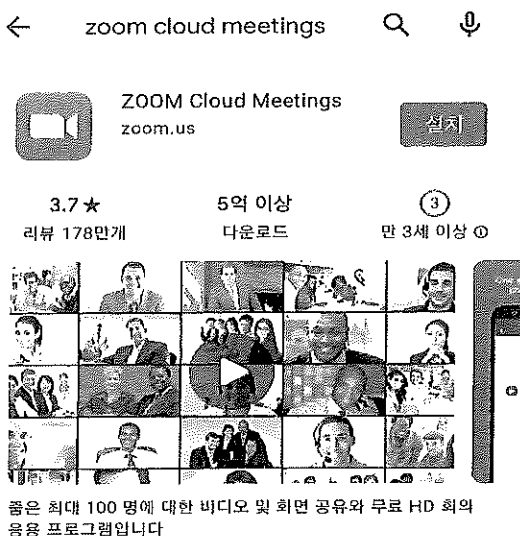 zoom cloud meetings
ZOOM Cloud Meetings
zoom.us
설치
3.7 ★
리뷰 178만개
5억 이상
다운로드
3
만 3세 이상
줌은 최대 100 명에 대한 비디오 및 화면 공유와 무료 HD 회의
응용 프로그램입니다